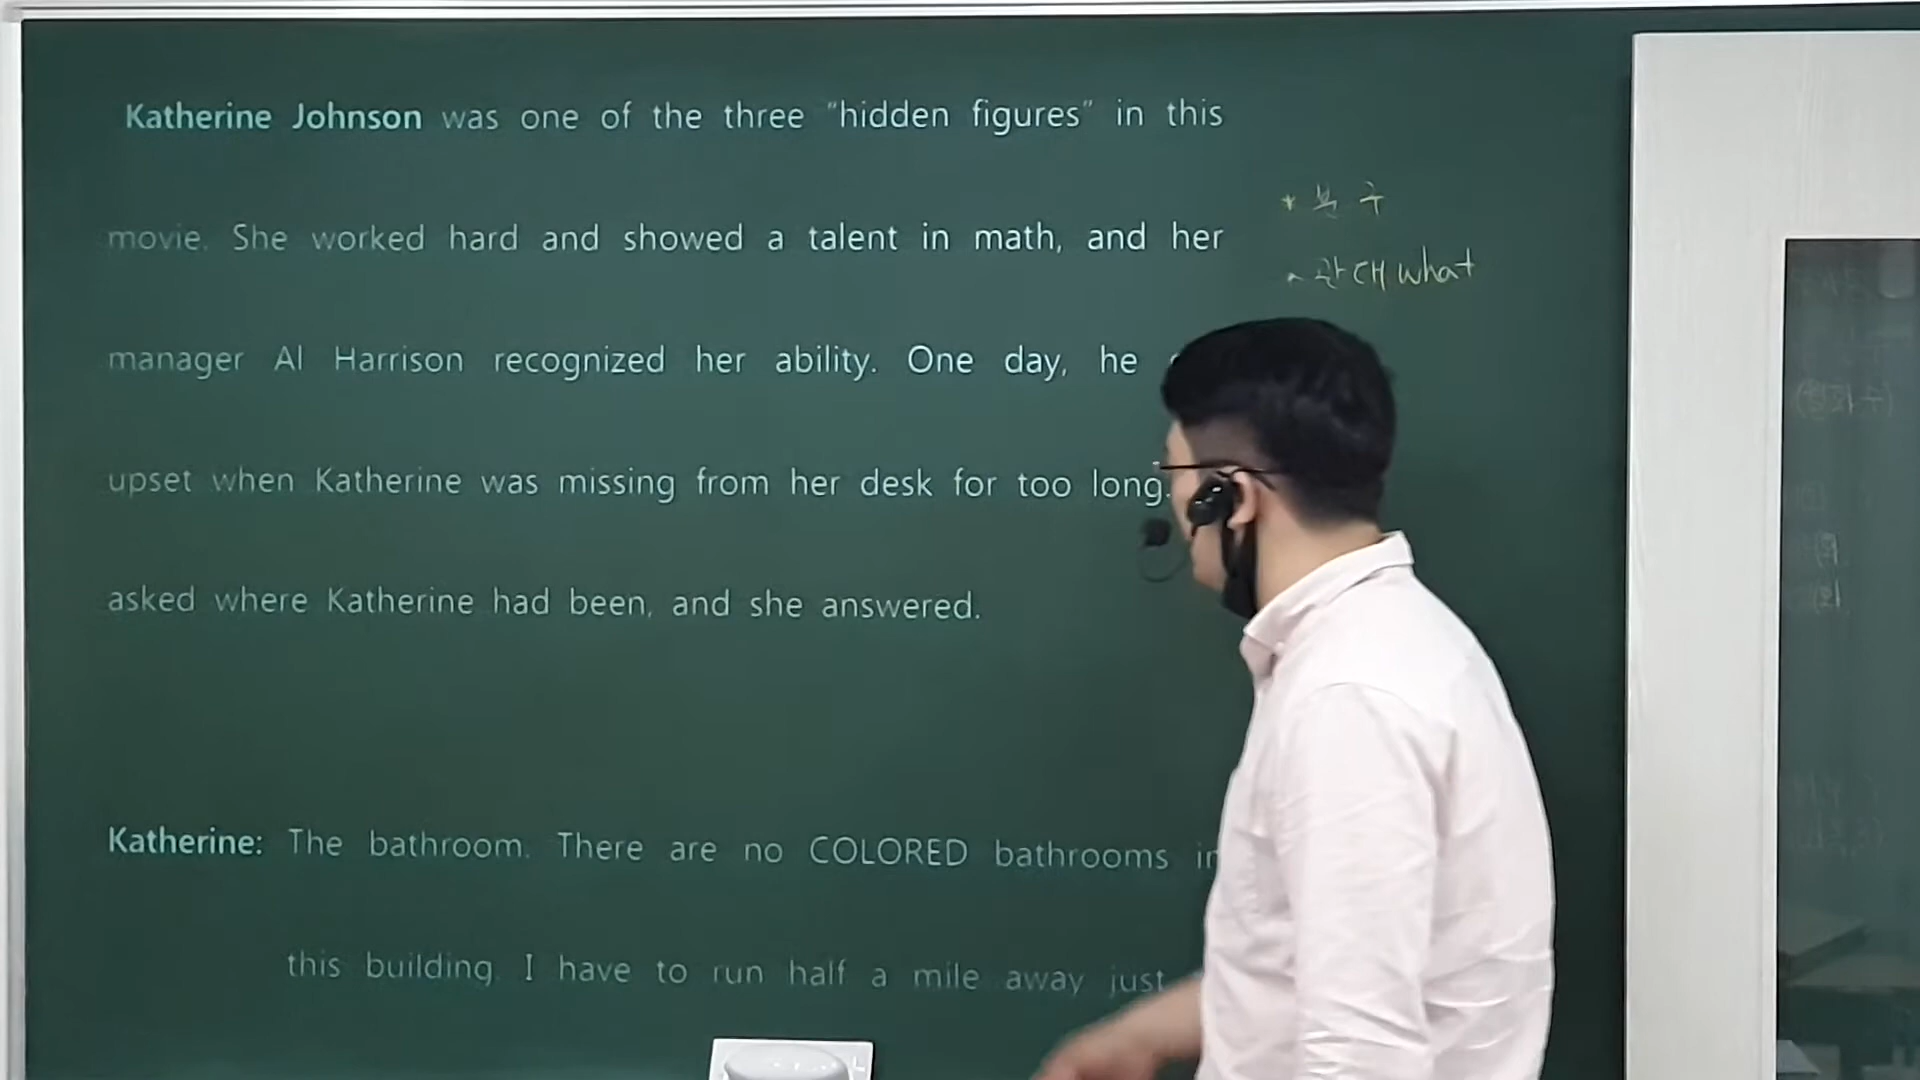 Katherine Johnson was one of the three "hidden figures" in this
movie. She worked hard and showed a talent in math, and her
manager Al Harrison recognized her ability. One day, he
upset when Katherine was missing from her desk for too long.
asked where Katherine had been, and she answered.
Katherine: The bathroom. There are no COLORED bathrooms in
this building. I have to run half a mile away just
* 분 구
관대 what